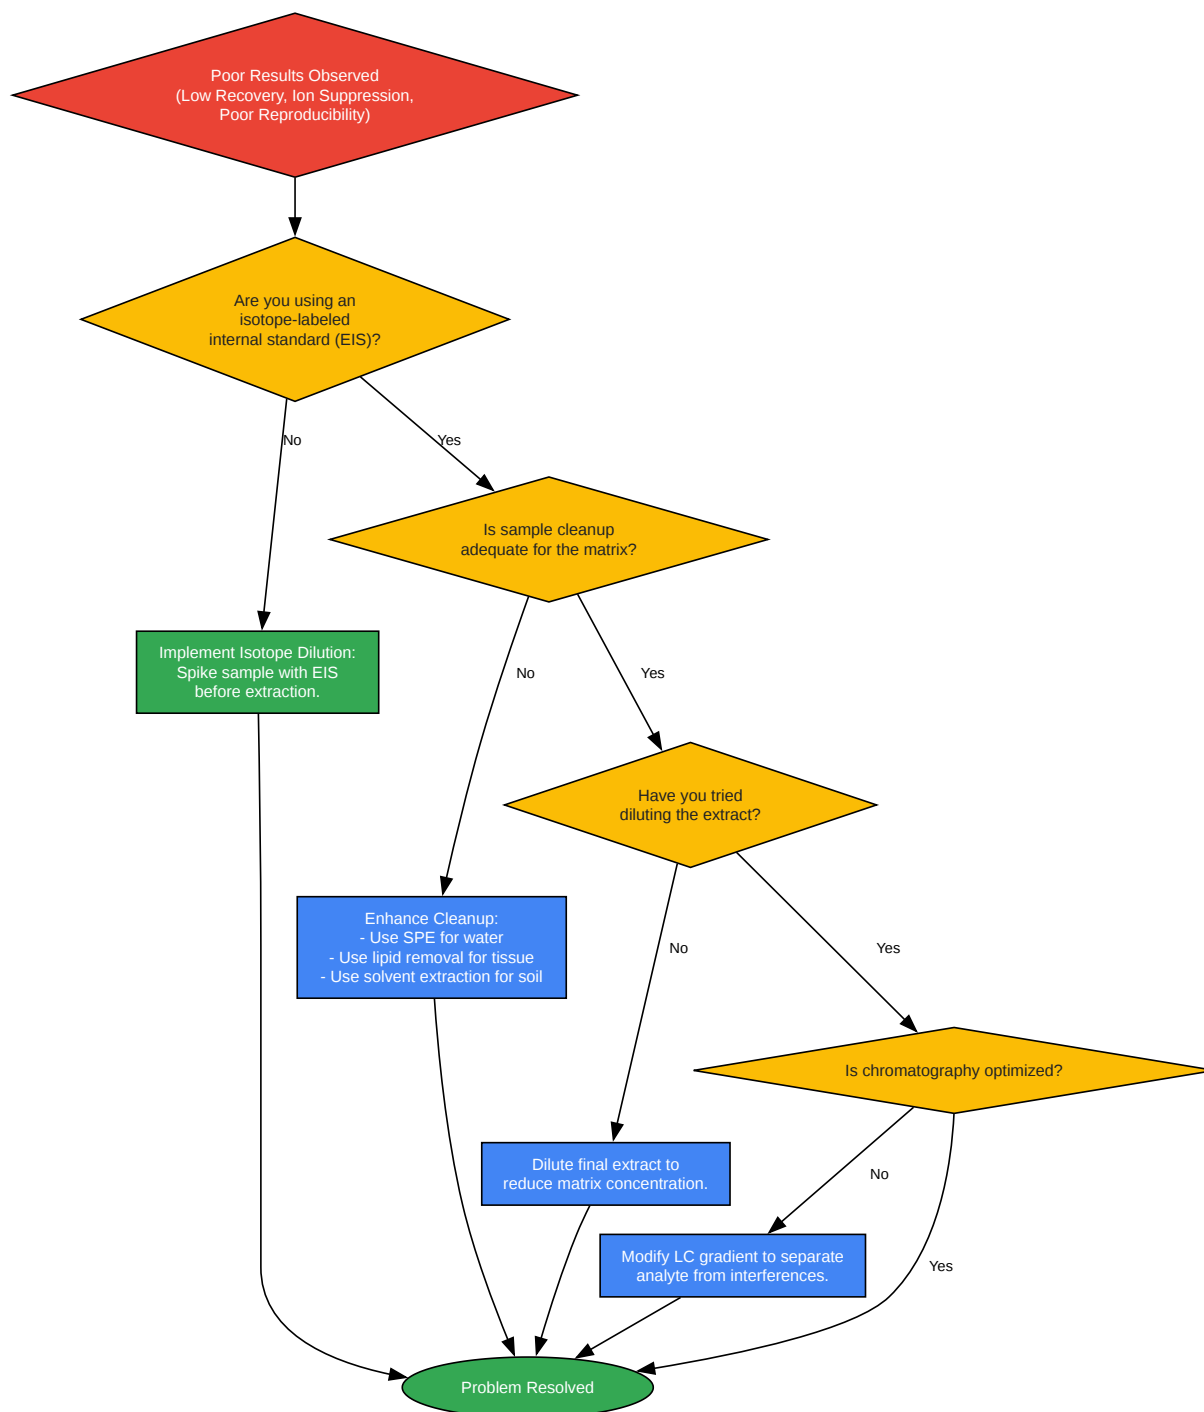 Poor Results Observed
(Low Recovery, Ion Suppression,
Poor Reproducibility)
Are you using an
isotope-labeled
internal standard (EIS)?
No
Yes
Is sample cleanup
adequate for the matrix?
Implement Isotope Dilution:
Spike sample with EIS
before extraction.
No
Yes
Have you tried
diluting the extract?
Enhance Cleanup:
- Use SPE for water
- Use lipid removal for tissue
- Use solvent extraction for soil
No
Yes
Is chromatography optimized?
Dilute final extract to
reduce matrix concentration.
No
Modify LC gradient to separate
analyte from interferences.
Yes
Problem Resolved